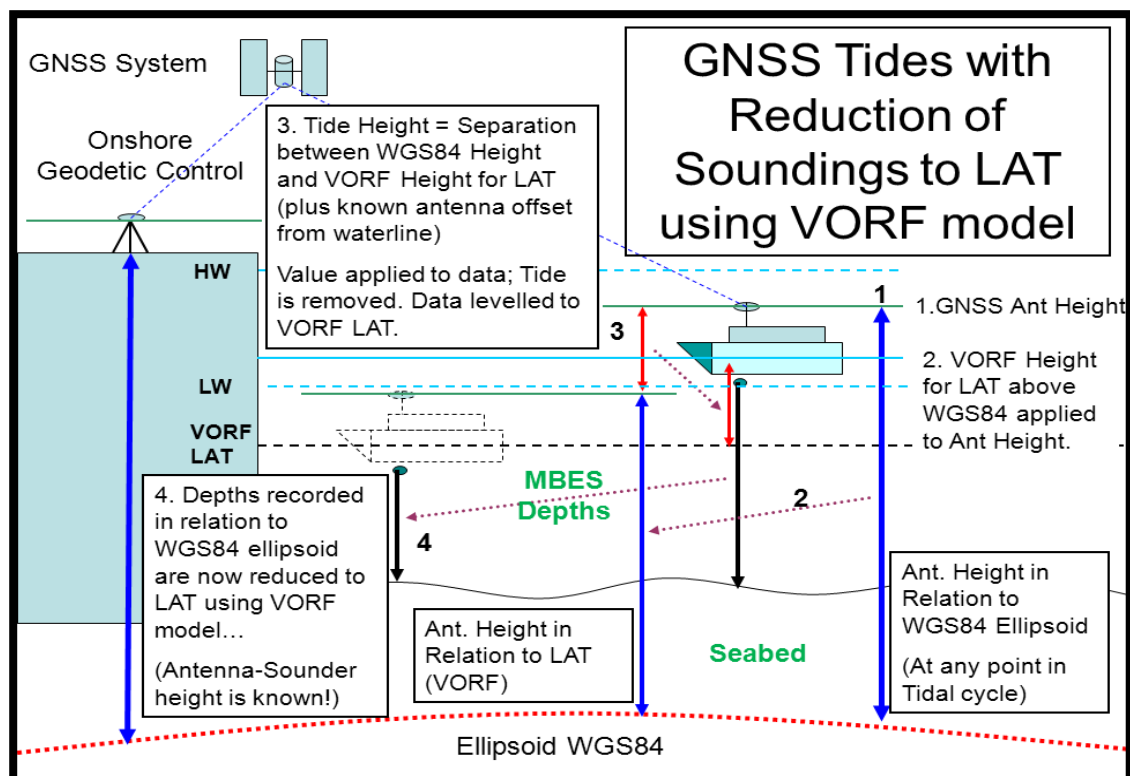 GNSS Tides with
Reduction of
Soundings to LAT
using VORF model
GNSS System
Onshore
Geodetic Control
3. Tide Height = Separation
between WGS84 Height
and VORF Height for LAT
(plus known antenna offset
from waterline)
Value applied to data; Tide
is removed. Data levelled to
VORF LAT.
HW
1
1.GNSS Ant Height
3
2. VORF Height
for LAT above
WGS84 applied
to Ant Height.
LW
VORF
LAT
MBES
Depths
2
4
4. Depths recorded
in relation to
WGS84 ellipsoid
are now reduced to
LAT using VORF
model…
(Antenna-Sounder
height is known!)
Ant. Height in
Relation to LAT
(VORF)
Seabed
Ant. Height in
Relation to
WGS84 Ellipsoid
(At any point in
Tidal cycle)
Ellipsoid WGS84